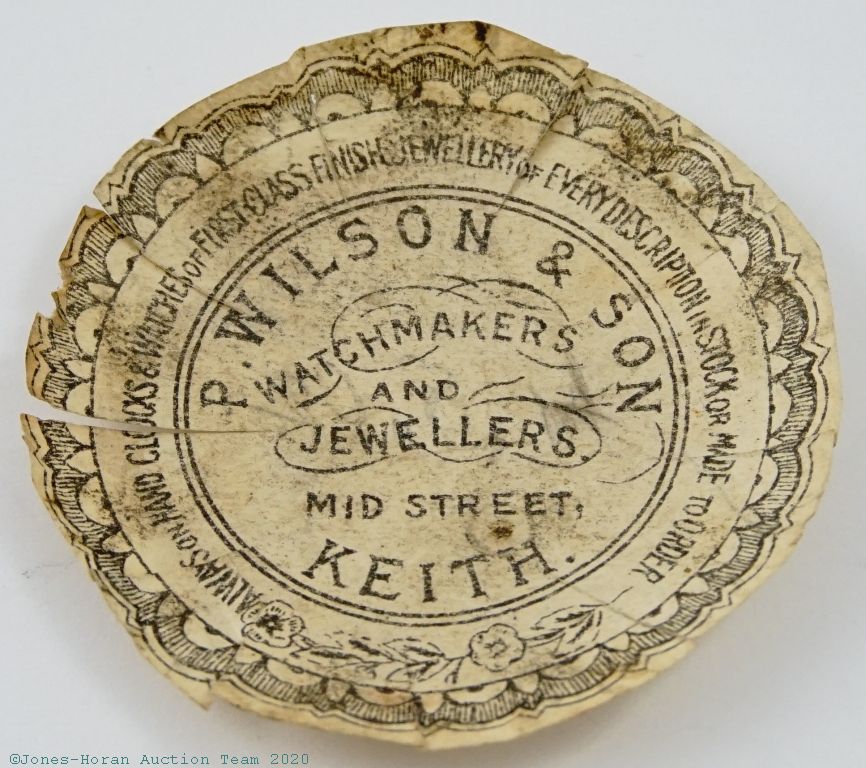 ALWAYS ON HAND CLOCKS & WATCHES OF FIRST CLASS FINISH. JEWELLERY OF EVERY DESCRIPTION IN STOCK OR MADE TO ORDER
P. WILSON & SON
WATCHMAKERS
AND
JEWELLERS.
MID STREET,
KEITH.
©Jones-Horan Auction Team 2020